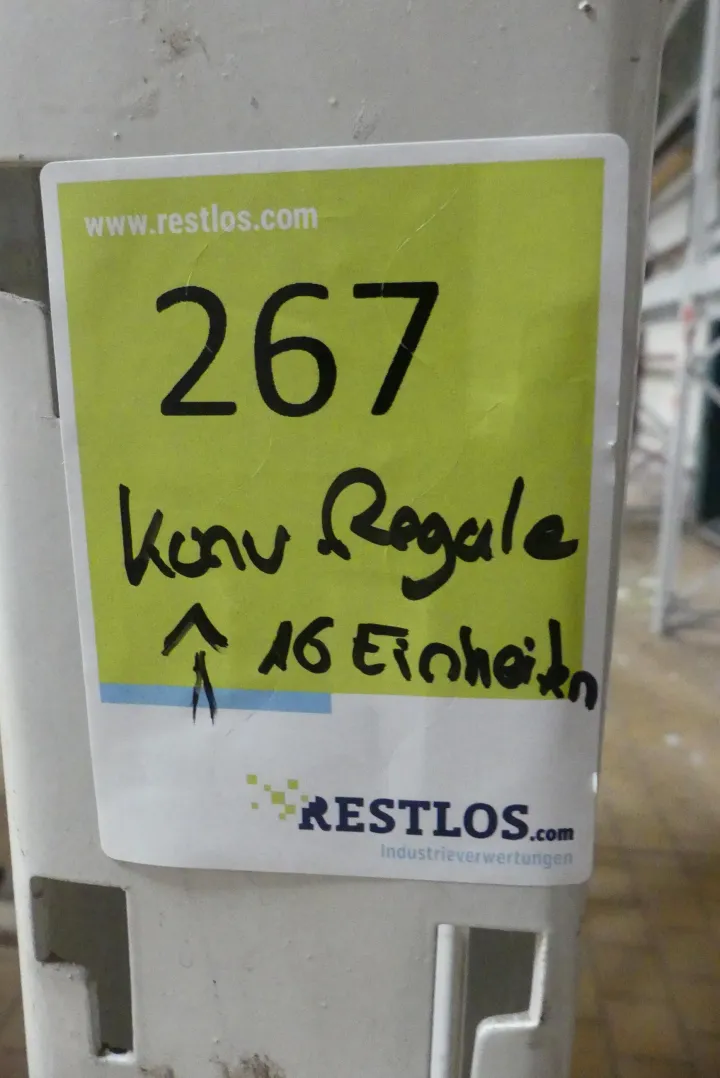 www.restlos.com
267
Konv Regale
↑ 16 Einheiten
RESTLOS.com
Industrieverwertungen